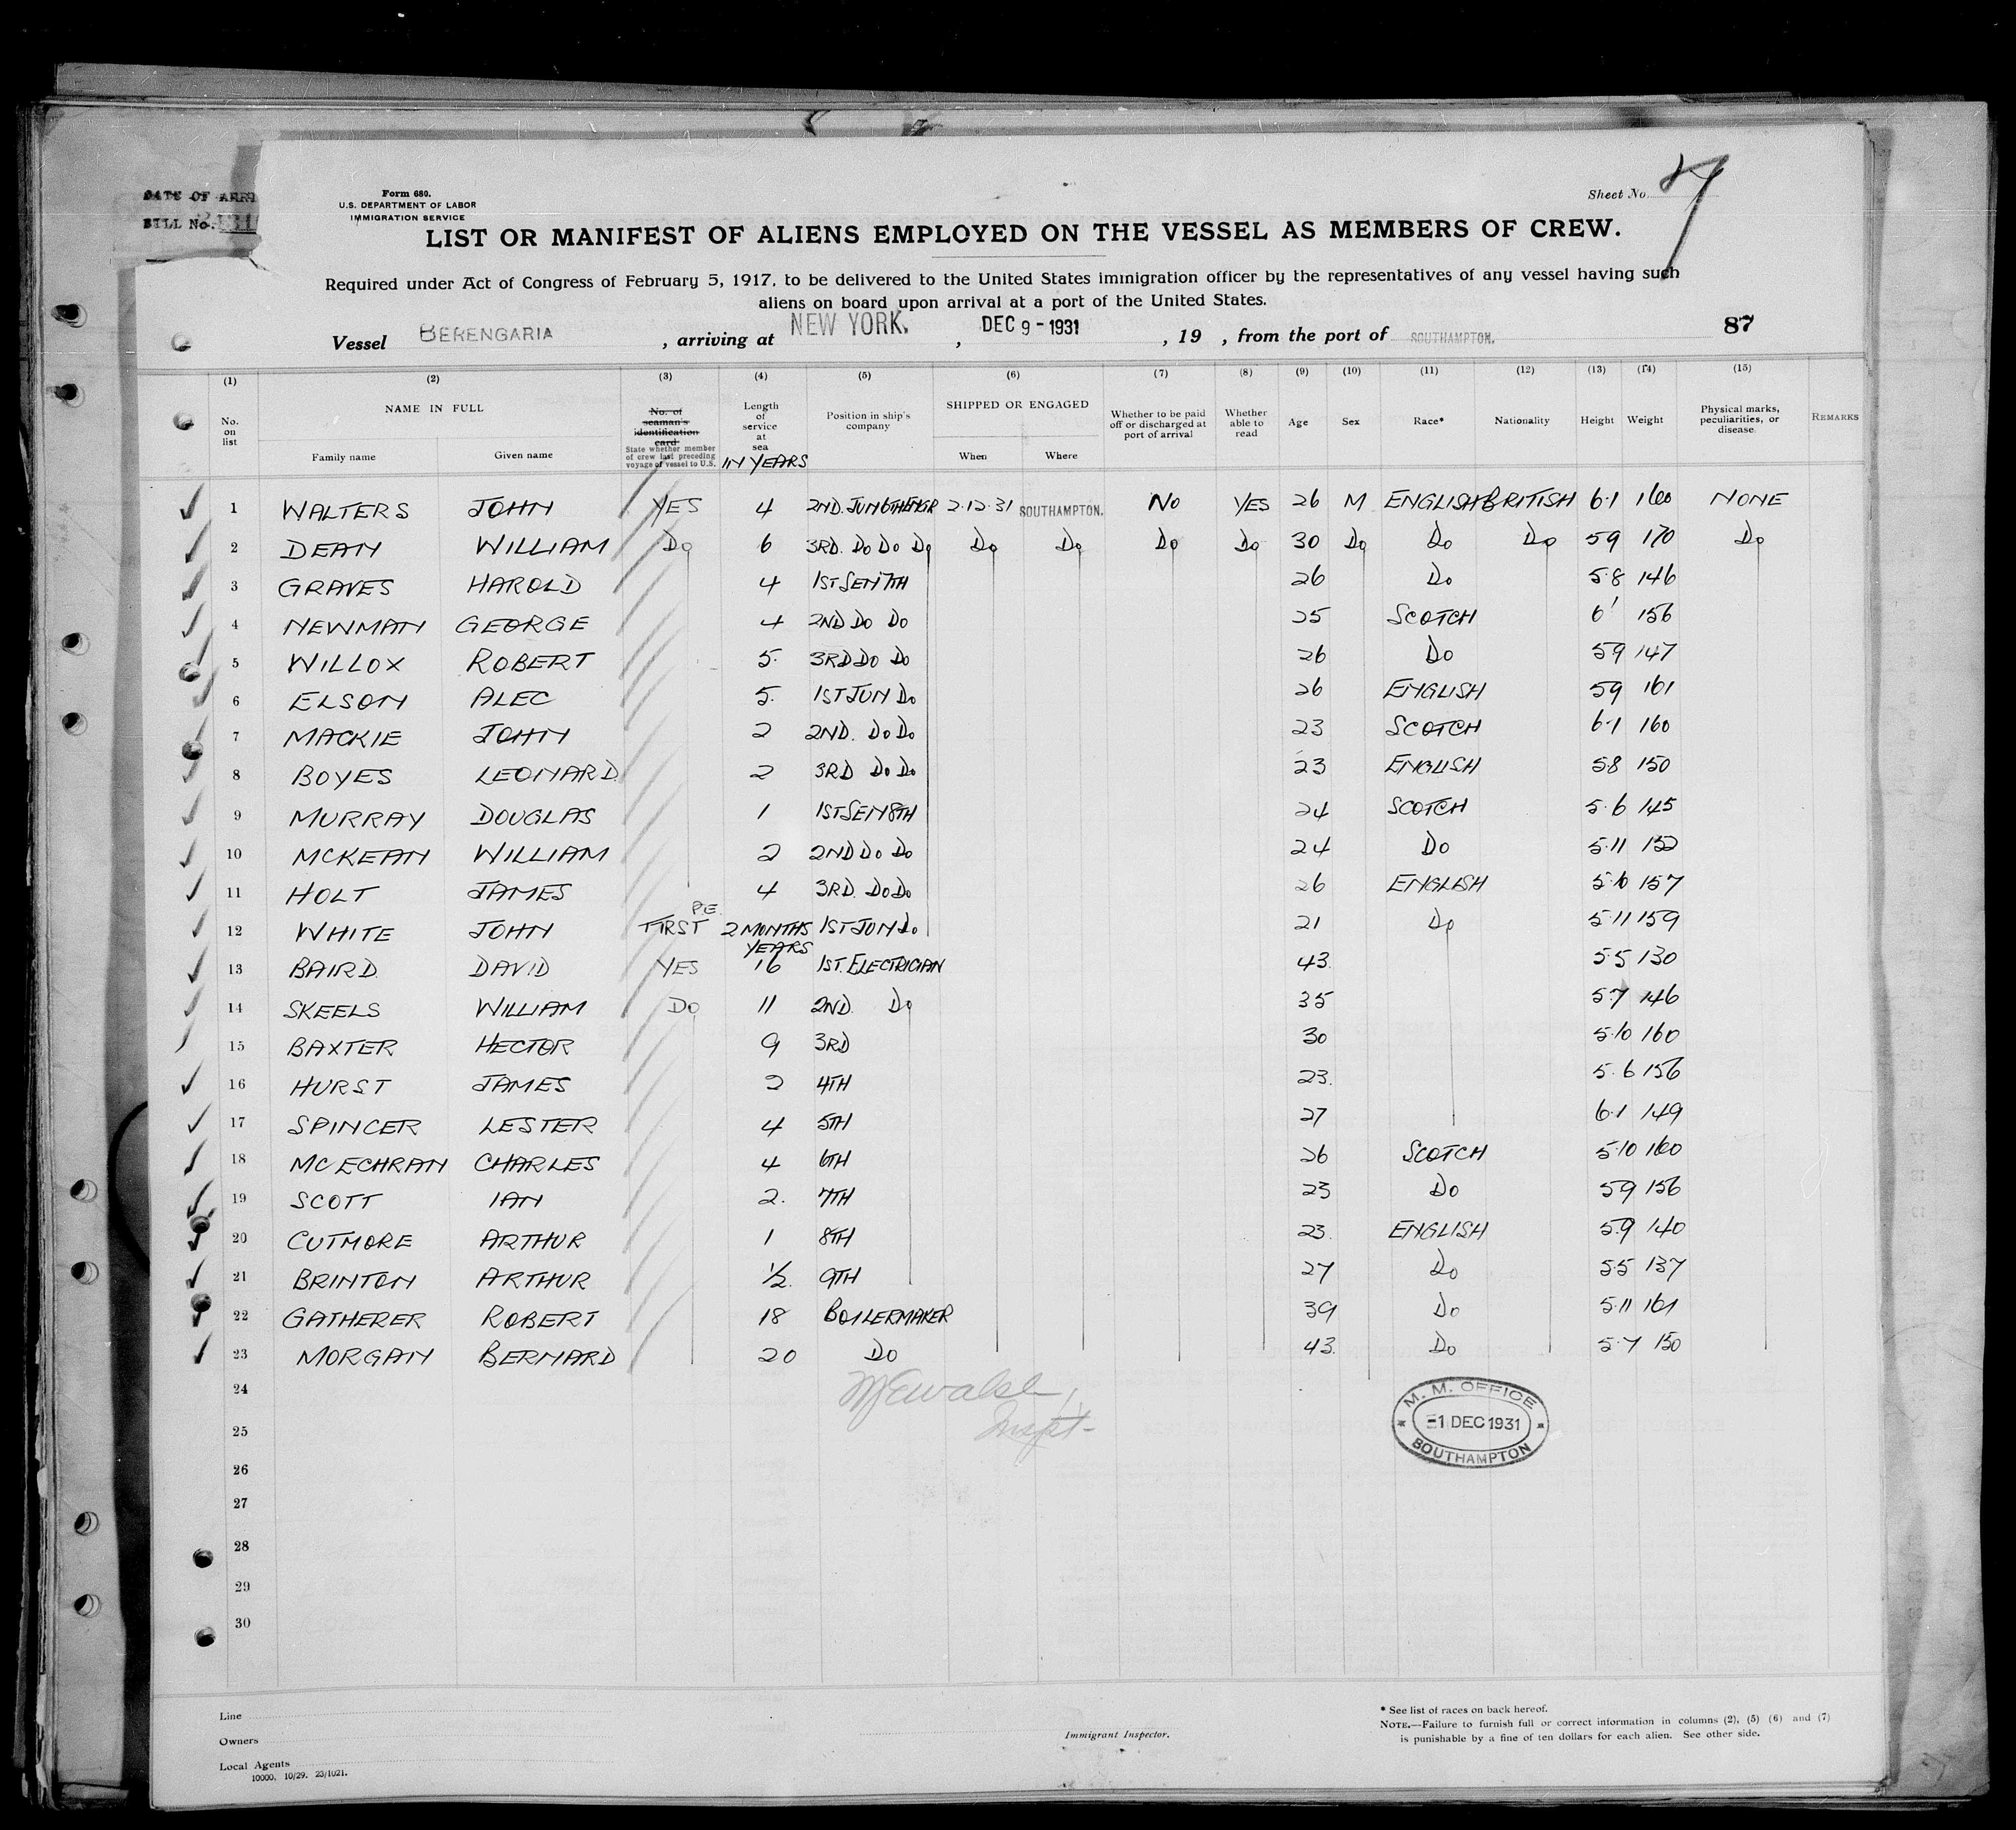 DATE OF ARRI
BILL No.
Form 680.
U.S. DEPARTMENT OF LABOR
IMMIGRATION SERVICE
Sheet No.
LIST OR MANIFEST OF ALIENS EMPLOYED ON THE VESSEL AS MEMBERS OF CREW.
Required under Act of Congress of February 5, 1917, to be delivered to the United States immigration officer by the representatives of any vessel having such
aliens on board upon arrival at a port of the United States.
Vessel BERENGARIA, arriving at NEW YORK, DEC 9-1931, 19 , from the port of SOUTHAMPTON. 87
(1) (2) (3) (4) (5) (6) (7) (8) (9) (10) (11) (12) (13) (14) (15)
No. on list NAME IN FULL Family name Given name No. of seaman's identification card State whether member of crew last preceding voyage of vessel to U.S. Length of service at sea IN YEARS Position in ship's company SHIPPED OR ENGAGED When Where Whether to be paid off or discharged at port of arrival Whether able to read Age Sex Race* Nationality Height Weight Physical marks, peculiarities, or disease REMARKS
1 WALTERS JOHN YES 4 2ND. JUN 6TH ENGR 2.12.31 SOUTHAMPTON. NO YES 26 M ENGLISH BRITISH 6.1 160 NONE
2 DEAN WILLIAM Do 6 3RD. Do Do Do Do Do Do Do 30 Do Do Do 5 9 170 Do
3 GRAVES HAROLD 4 1ST SEN 7TH 26 Do 5.8 146
4 NEWMAN GEORGE 4 2ND Do Do 25 SCOTCH 6' 156
5 WILLOX ROBERT 5. 3RD Do Do 26 Do 5 9 147
6 ELSON ALEC 5. 1ST JUN Do 26 ENGLISH 5 9 161
7 MACKIE JOHN 2 2ND. Do Do 23 SCOTCH 6.1 160
8 BOYES LEONARD 2 3RD Do Do 23 ENGLISH 5.8 150
9 MURRAY DOUGLAS 1 1ST SEN 8TH 24 SCOTCH 5.6 145
10 MCKEAN WILLIAM 2 2ND Do Do 24 Do 5.11 152
11 HOLT JAMES 4 3RD. Do Do 26 ENGLISH 5.10 157
12 WHITE JOHN FIRST 2 MONTHS 1ST JUN Do 21 Do 5.11 159
YEARS
13 BAIRD DAVID YES 16 1ST. ELECTRICIAN 43. 5.5 130
14 SKEELS WILLIAM Do 11 2ND. Do 35 5.7 146
15 BAXTER HECTOR 9 3RD 30 5.10 160
16 HURST JAMES 2 4TH 23. 5.6 156
17 SPINCER LESTER 4 5TH 27 6.1 149
18 MCECHRAN CHARLES 4 6TH 26 SCOTCH 5.10 160
19 SCOTT IAN 2. 7TH 23 Do 5 9 156
20 CUTMORE ARTHUR 1 8TH 23. ENGLISH 5.9 140
21 BRINTON ARTHUR 1/2. 9TH 27 Do 5.5 137
22 GATHERER ROBERT 18 BOILERMAKER 39 Do 5.11 161
23 MORGAN BERNARD 20 Do 43. Do 5.7 150
24
25
26
27
28
29
30
Inspt-
M. M. OFFICE
-1 DEC 1931
SOUTHAMPTON
Line
Owners
Local Agents
10000, 10/29. 23/1021.
Immigrant Inspector.
* See list of races on back hereof.
NOTE.—Failure to furnish full or correct information in columns (2), (5) (6) and (7)
is punishable by a fine of ten dollars for each alien. See other side.